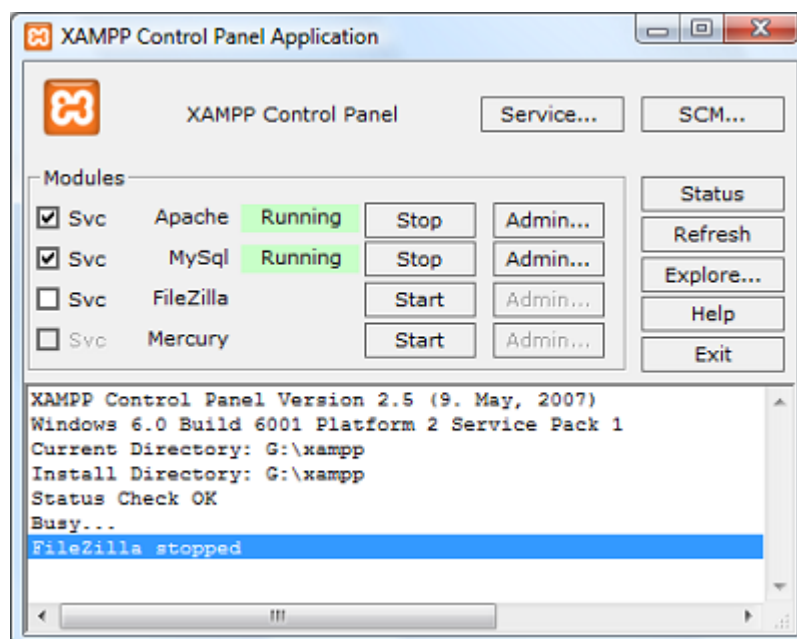 XAMPP Control Panel Application
XAMPP Control Panel Service... SCM...
Modules
Svc Apache Running Stop Admin...
Svc MySql Running Stop Admin...
Svc FileZilla Start Admin...
Svc Mercury Start Admin...
Status
Refresh
Explore...
Help
Exit
XAMPP Control Panel Version 2.5 (9. May, 2007)
Windows 6.0 Build 6001 Platform 2 Service Pack 1
Current Directory: G:\xampp
Install Directory: G:\xampp
Status Check OK
Busy...
FileZilla stopped